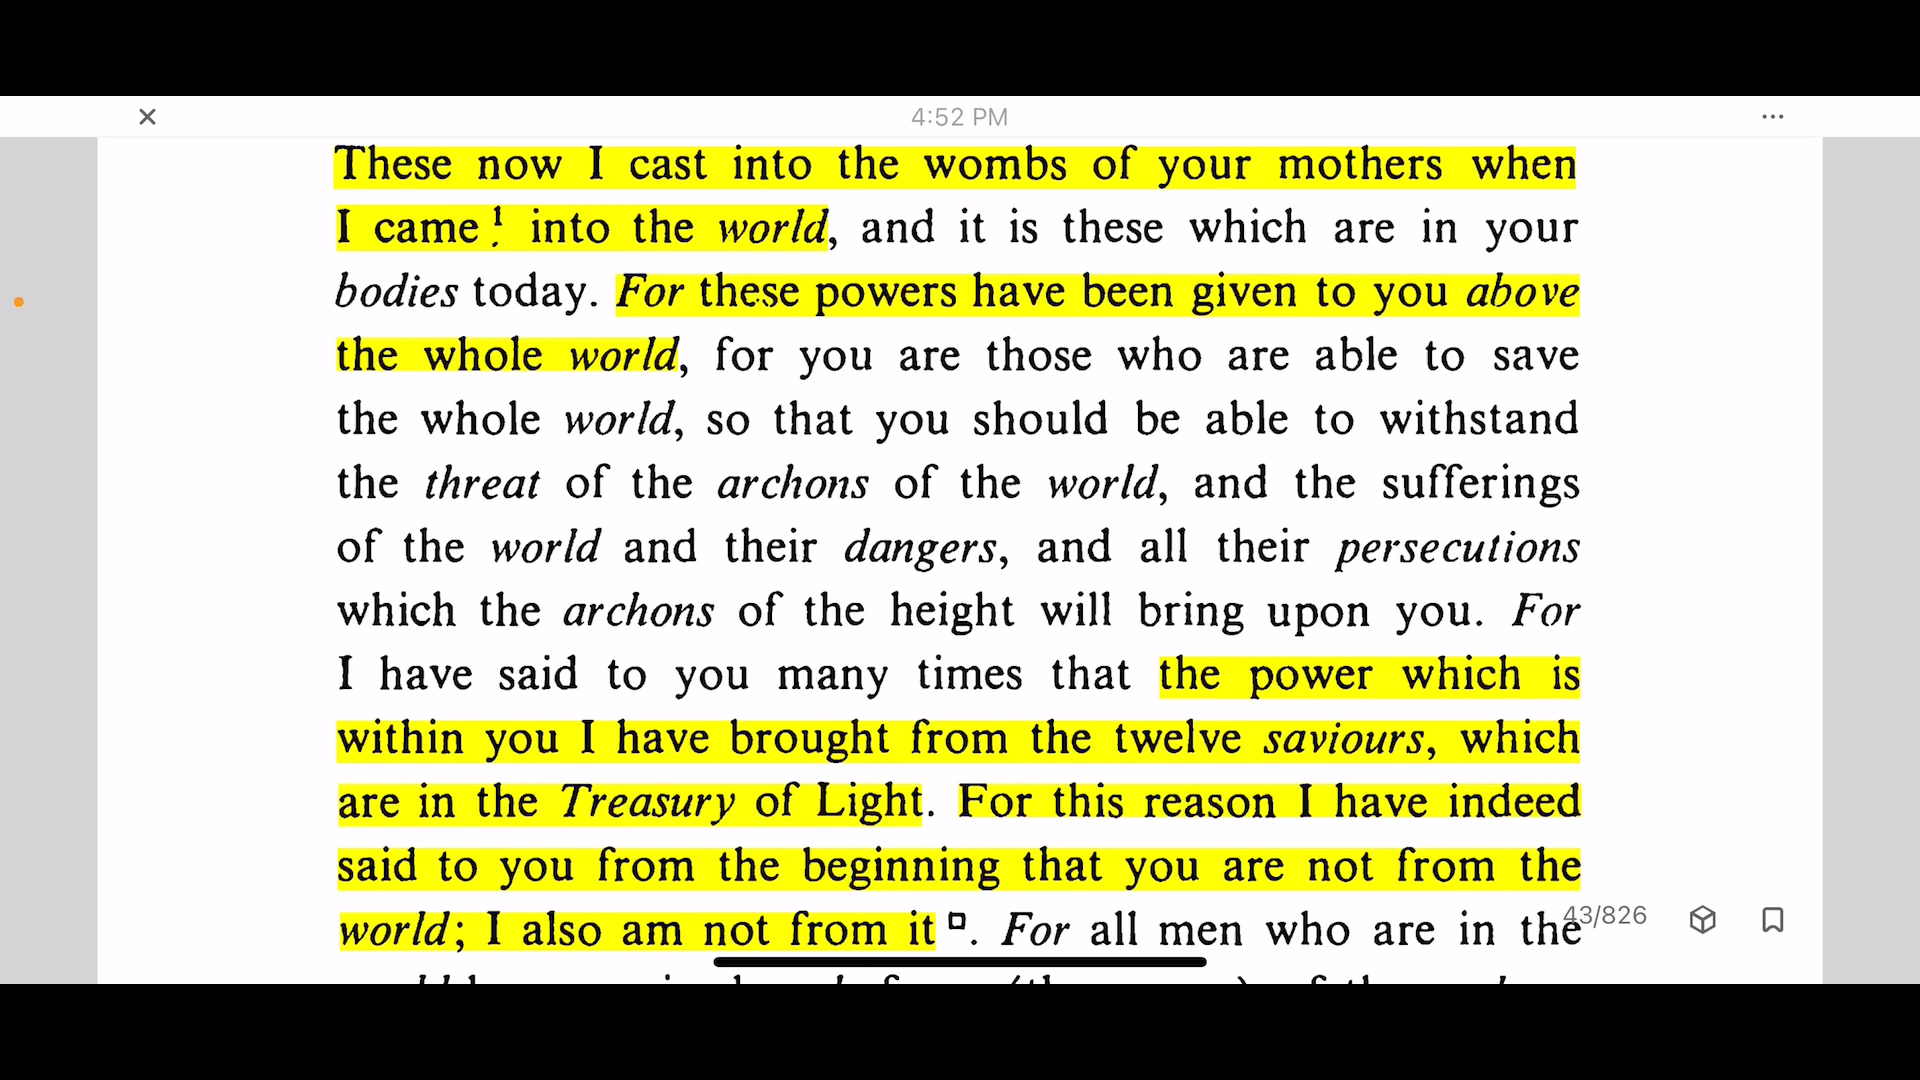 4:52 PM
These now I cast into the wombs of your mothers when
I came¹ into the world, and it is these which are in your
bodies today. For these powers have been given to you above
the whole world, for you are those who are able to save
the whole world, so that you should be able to withstand
the threat of the archons of the world, and the sufferings
of the world and their dangers, and all their persecutions
which the archons of the height will bring upon you. For
I have said to you many times that the power which is
within you I have brought from the twelve saviours, which
are in the Treasury of Light. For this reason I have indeed
said to you from the beginning that you are not from the
world; I also am not from it □. For all men who are in the
43/826